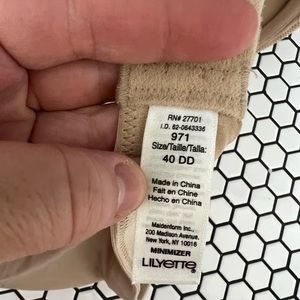 RN# 27701
I.D. 62-0643336
971
Size/Taille/Talla:
40 DD
Made in China
Fait en Chine
Hecho en China
Maidenform Inc.,
200 Madison Avenue
New York, NY 10016
MINIMIZER
LILYETTE